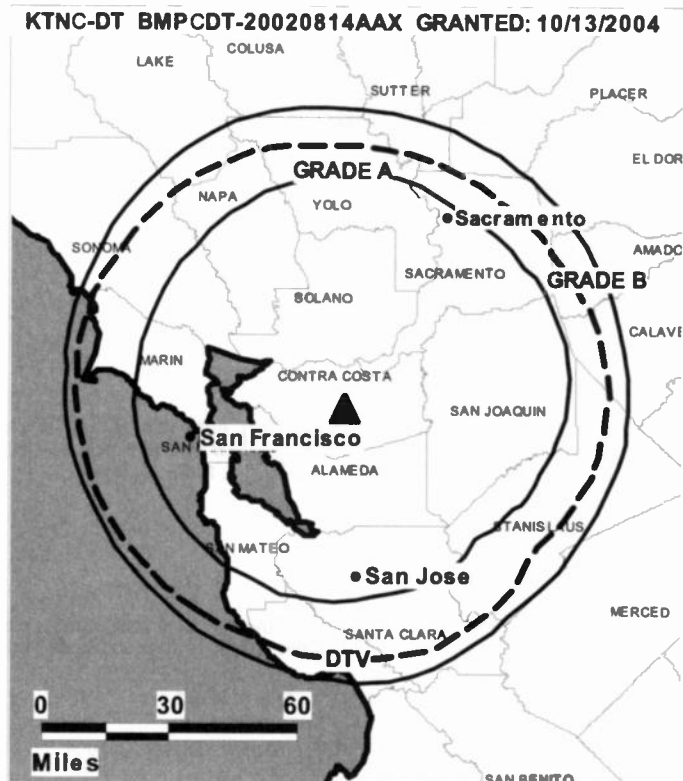 KTNC-DT BMPCDT-20020814AAX GRANTED: 10/13/2004
COLUSA
LAKE
SUTTER
PLACER
EL DOR
GRADE A
NAPA
YOLO
Sacramento
SONOMA
AMADO
SACRAMENTO
GRADE B
SOLANO
CALAVE
MARIN
CONTRA COSTA
SAN JOAQUIN
SAN
San Francisco
ALAMEDA
STANISLAUS
SAN MATEO
San Jose
MERCED
SANTA CLARA
DTV
0 30 60
Miles
SAN BENITO